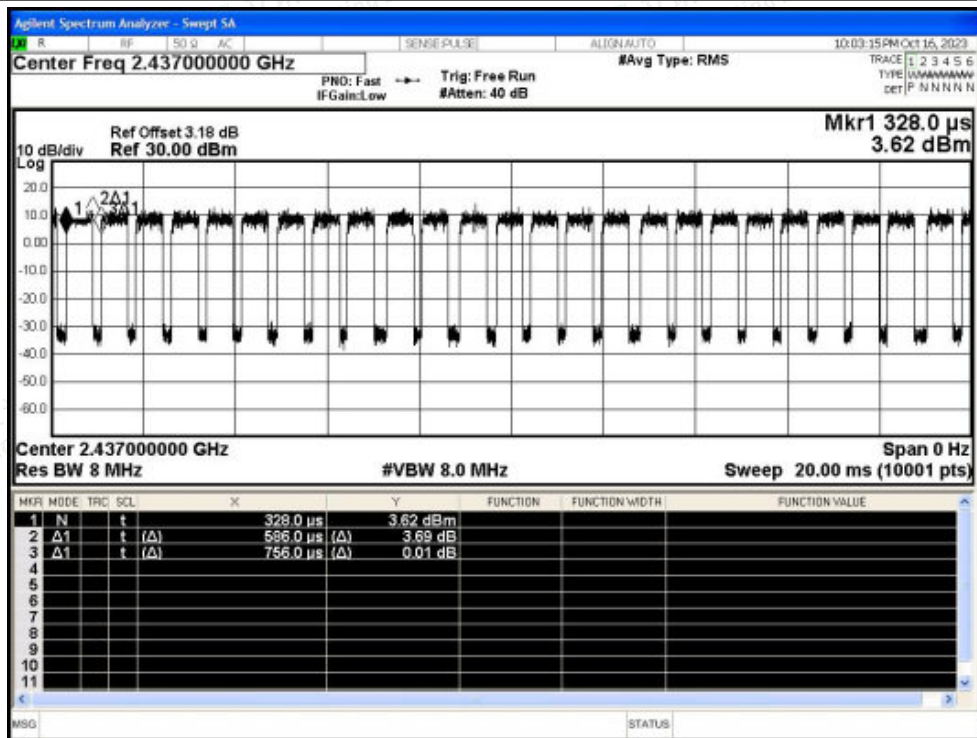 Agilent Spectrum Analyzer - Swept SA
R RF 50 Ω AC SENSE:PULSE ALIGNAUTO 10:03:15PM Oct 16, 2023
Center Freq 2.437000000 GHz
PNO: Fast
IFGain:Low
Trig: Free Run
#Atten: 40 dB
#Avg Type: RMS
TRACE 1 2 3 4 5 6
TYPE WWWWWWW
DET P N N N N N
Mkr1 328.0 µs
3.62 dBm
Ref Offset 3.18 dB
10 dB/div Ref 30.00 dBm
Log
20.0
10.0
0.00
-10.0
-20.0
-30.0
-40.0
-50.0
-60.0
1
2Δ1
3Δ1
Center 2.437000000 GHz Span 0 Hz
Res BW 8 MHz #VBW 8.0 MHz Sweep 20.00 ms (10001 pts)
MKR MODE TRC SCL X Y FUNCTION FUNCTION WIDTH FUNCTION VALUE
1 N t 328.0 µs 3.62 dBm
2 Δ1 t (Δ) 586.0 µs (Δ) 3.69 dB
3 Δ1 t (Δ) 756.0 µs (Δ) 0.01 dB
4
5
6
7
8
9
10
11
MSG STATUS